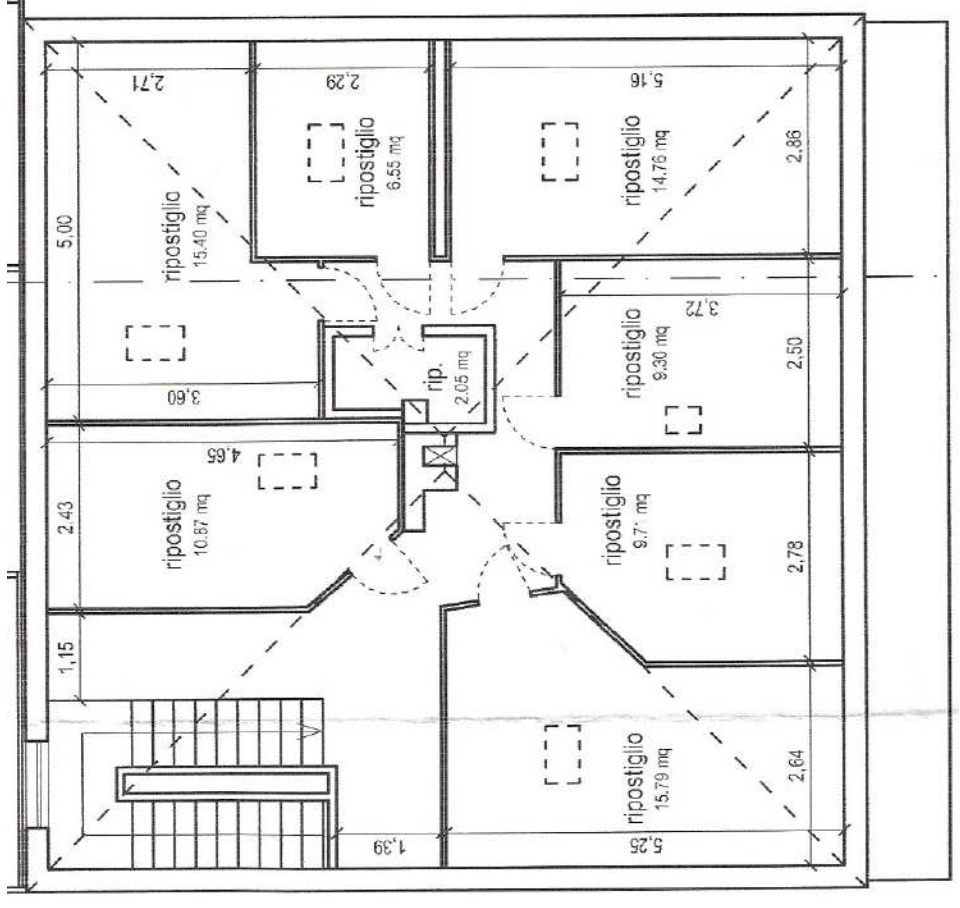 2,71
2,29
5,16
ripostiglio
6.55 mq
ripostiglio
14.76 mq
2,86
5,00
ripostiglio
15.40 mq
3,72
ripostiglio
9.30 mq
2,50
3,60
rip.
2.05 mq
4,65
2.43
ripostiglio
10.87 mq
ripostiglio
9.71 mq
2,78
1,15
ripostiglio
15.79 mq
2,64
1,39
5,25